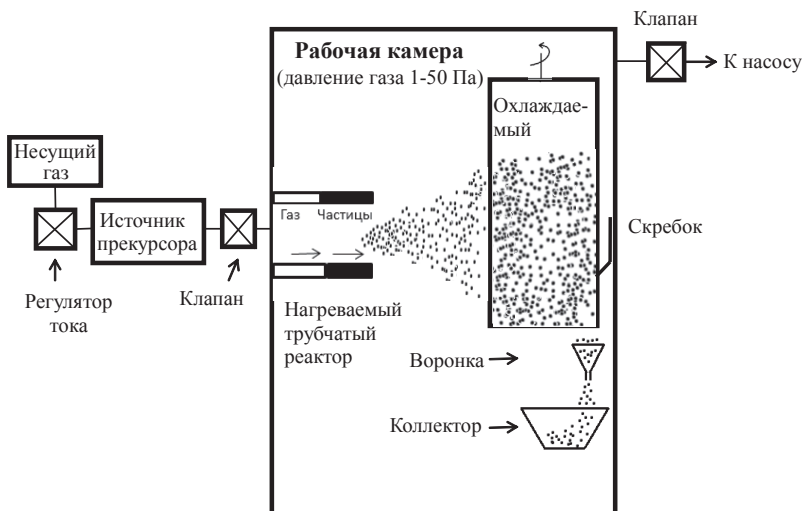 Клапан
К насосу
Рабочая камера
(давление газа 1-50 Па)
Охлаждае-
мый
Несущий
газ
Источник
прекурсора
Газ Частицы
Скребок
Регулятор
тока
Клапан
Нагреваемый
трубчатый
реактор
Воронка
Коллектор